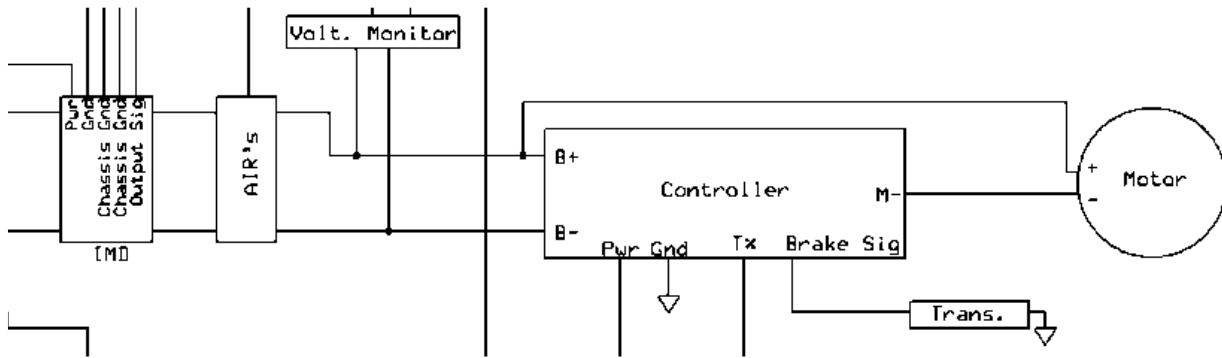 Volt. Monitor
Pwr
Gnd
Chassis Gnd
Chassis Gnd
Output Sig
IMD
AIR's
B+
B-
Controller
M-
Pwr Gnd
Tx
Brake Sig
+
-
Motor
Trans.